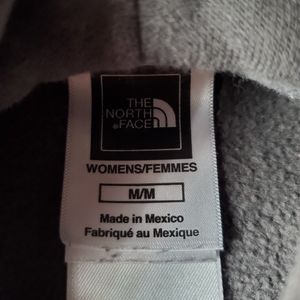 THE
NORTH
FACE
WOMENS/FEMMES
M/M
Made in Mexico
Fabriqué au Mexique